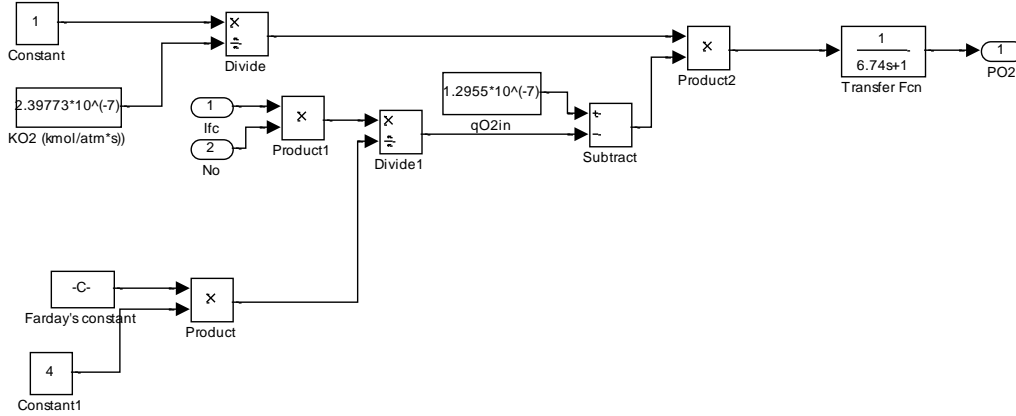 1
Constant
×
÷
Divide
2.39773*10^(-7)
KO2 (kmol/atm*s))
1
Ifc
2
No
×
Product1
×
÷
Divide1
1.2955*10^(-7)
qO2in
+
−
Subtract
×
Product2
1
6.74s+1
Transfer Fcn
1
PO2
-C-
Farday's constant
×
Product
4
Constant1